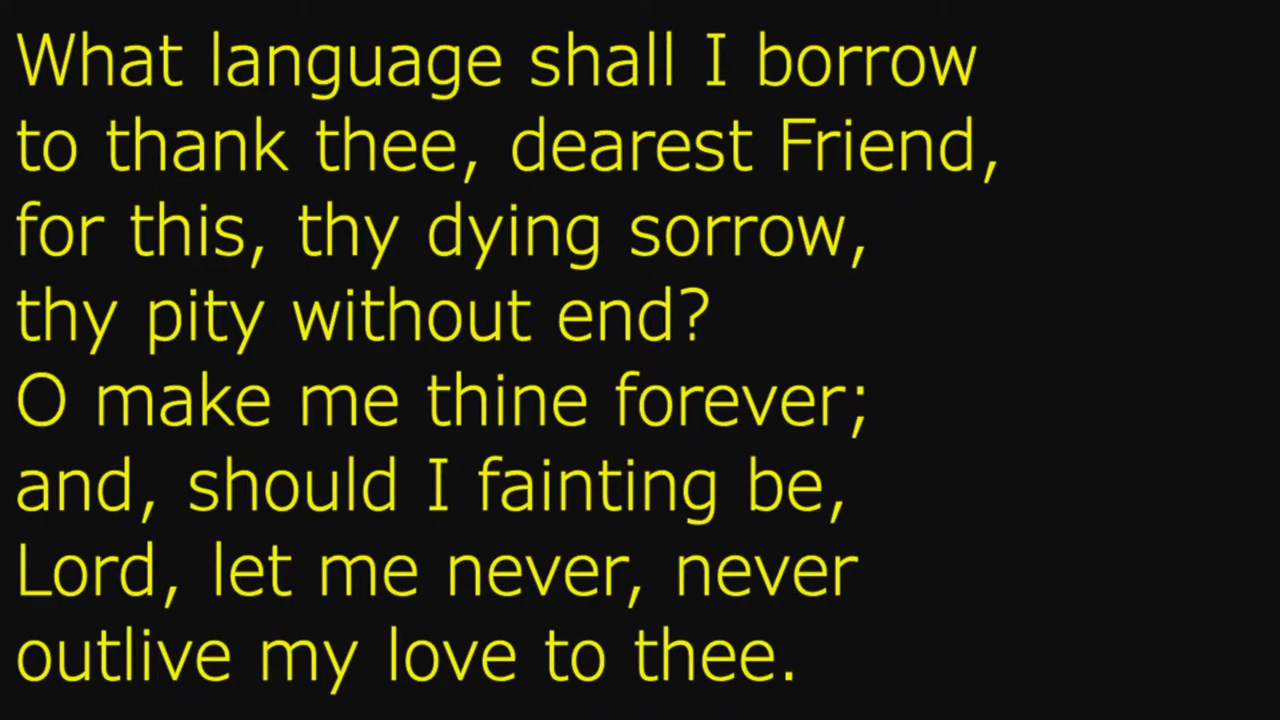 What language shall I borrow
to thank thee, dearest Friend,
for this, thy dying sorrow,
thy pity without end?
O make me thine forever;
and, should I fainting be,
Lord, let me never, never
outlive my love to thee.